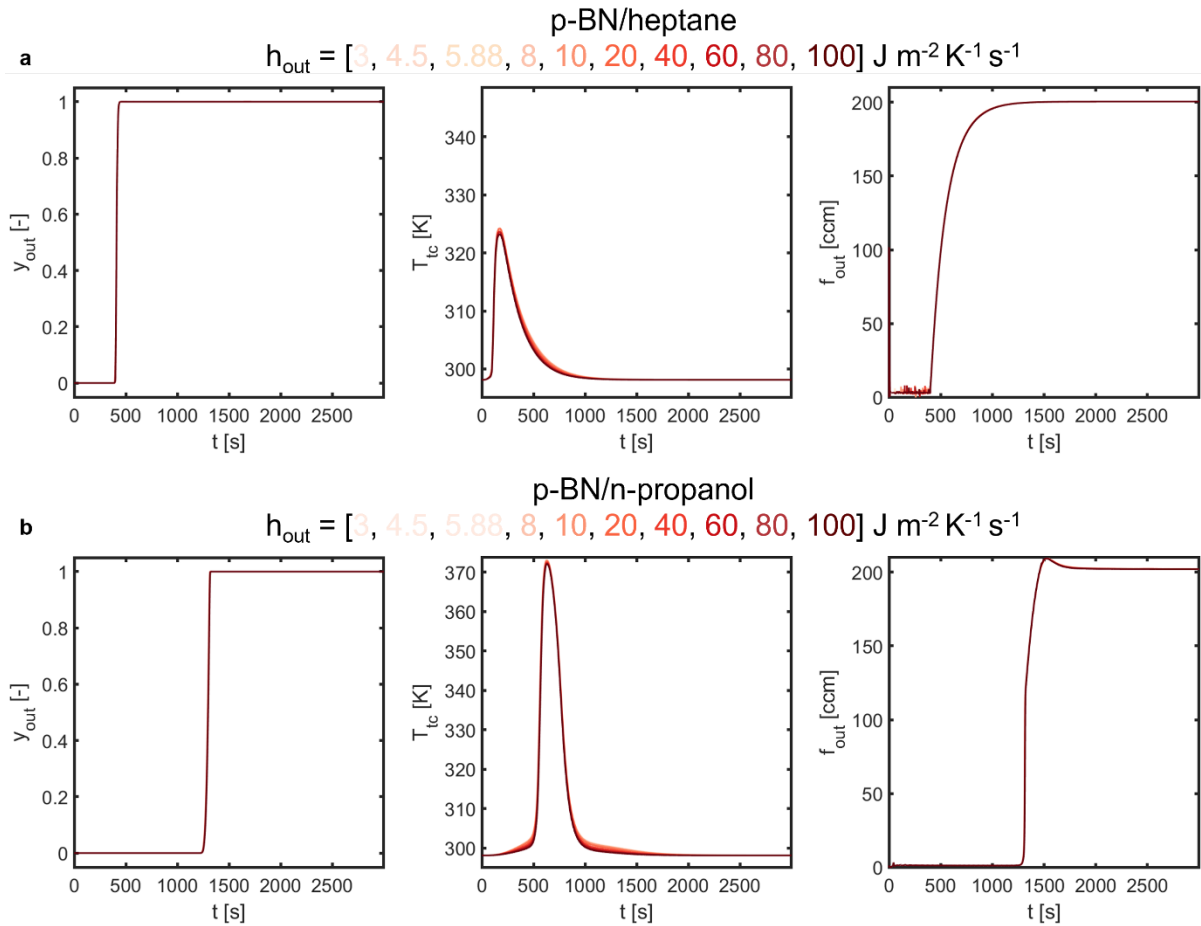 p-BN/heptane
a
h_out = [3, 4.5, 5.88, 8, 10, 20, 40, 60, 80, 100] J m⁻² K⁻¹ s⁻¹
1
0.8
0.6
0.4
0.2
0
y_out [-]
0 500 1000 1500 2000 2500
t [s]
340
330
320
310
300
T_tc [K]
0 500 1000 1500 2000 2500
t [s]
200
150
100
50
0
f_out [ccm]
0 500 1000 1500 2000 2500
t [s]
p-BN/n-propanol
b
h_out = [3, 4.5, 5.88, 8, 10, 20, 40, 60, 80, 100] J m⁻² K⁻¹ s⁻¹
1
0.8
0.6
0.4
0.2
0
y_out [-]
0 500 1000 1500 2000 2500
t [s]
370
360
350
340
330
320
310
300
T_tc [K]
0 500 1000 1500 2000 2500
t [s]
200
150
100
50
0
f_out [ccm]
0 500 1000 1500 2000 2500
t [s]